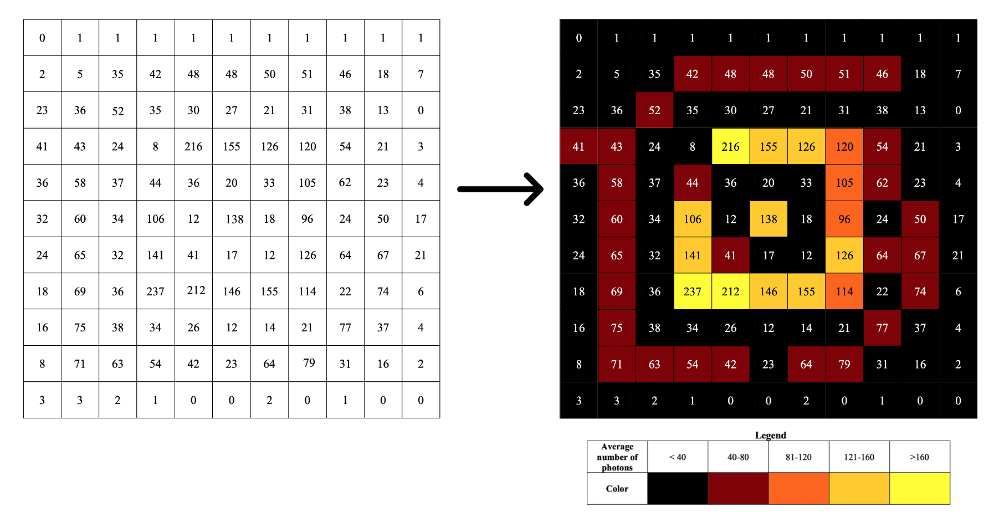 0 1 1 1 1 1 1 1 1 1 1
2 5 35 42 48 48 50 51 46 18 7
23 36 52 35 30 27 21 31 38 13 0
41 43 24 8 216 155 126 120 54 21 3
36 58 37 44 36 20 33 105 62 23 4
32 60 34 106 12 138 18 96 24 50 17
24 65 32 141 41 17 12 126 64 67 21
18 69 36 237 212 146 155 114 22 74 6
16 75 38 34 26 12 14 21 77 37 4
8 71 63 54 42 23 64 79 31 16 2
3 3 2 1 0 0 2 0 1 0 0
0 1 1 1 1 1 1 1 1 1 1
2 5 35 42 48 48 50 51 46 18 7
23 36 52 35 30 27 21 31 38 13 0
41 43 24 8 216 155 126 120 54 21 3
36 58 37 44 36 20 33 105 62 23 4
32 60 34 106 12 138 18 96 24 50 17
24 65 32 141 41 17 12 126 64 67 21
18 69 36 237 212 146 155 114 22 74 6
16 75 38 34 26 12 14 21 77 37 4
8 71 63 54 42 23 64 79 31 16 2
3 3 2 1 0 0 2 0 1 0 0
Legend
Average
number of
photons
< 40 40-80 81-120 121-160 >160
Color